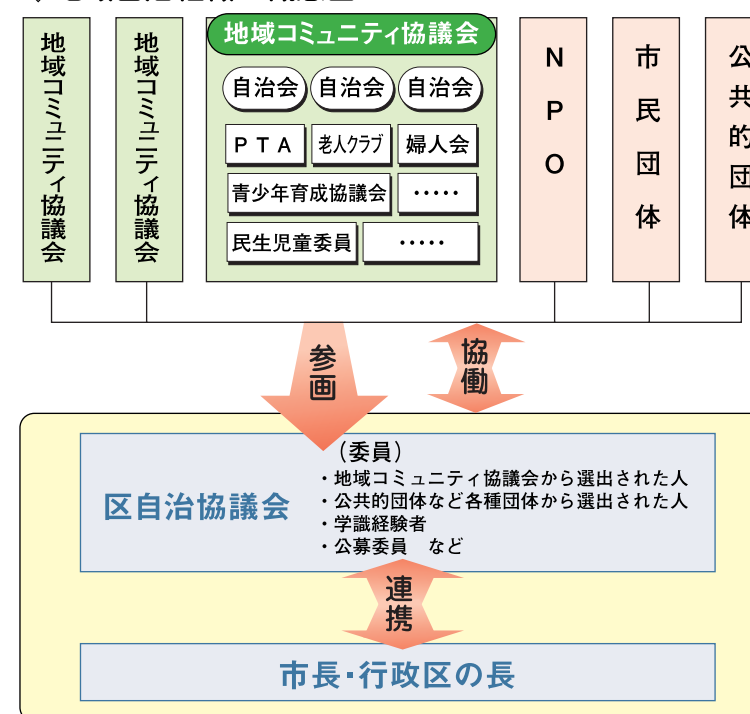 地域コミュニティ協議会
地域コミュニティ協議会
地域コミュニティ協議会
自治会 自治会 自治会
PTA 老人クラブ 婦人会
青少年育成協議会 ・・・・・
民生児童委員 ・・・・・
NPO
市民団体
公共的団体
参画
協働
区自治協議会
（委員）
・地域コミュニティ協議会から選出された人
・公共的団体など各種団体から選出された人
・学識経験者
・公募委員　など
連携
市長・行政区の長